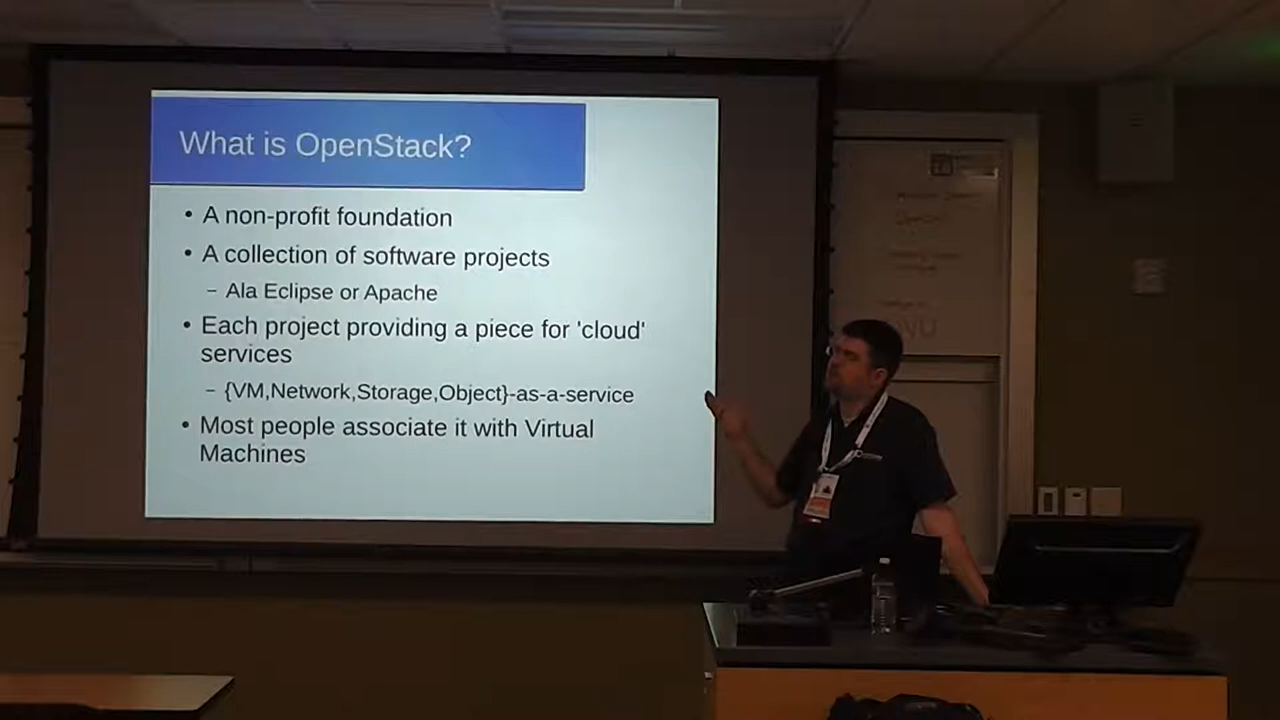 What is OpenStack?
• A non-profit foundation
• A collection of software projects
– Ala Eclipse or Apache
• Each project providing a piece for 'cloud'
services
– {VM,Network,Storage,Object}-as-a-service
• Most people associate it with Virtual
Machines